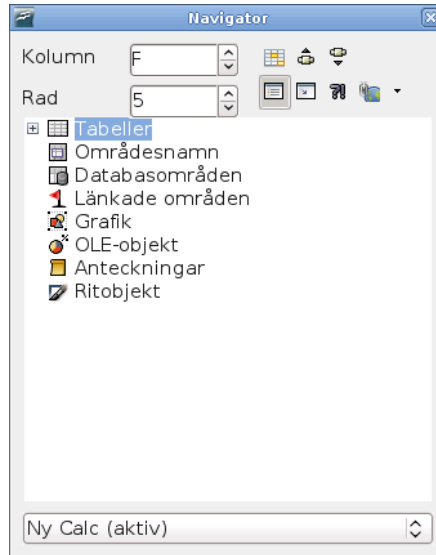 Navigator
Kolumn F
Rad 5
Tabeller
Områdesnamn
Databasområden
Länkade områden
Grafik
OLE-objekt
Anteckningar
Ritobjekt
Ny Calc (aktiv)